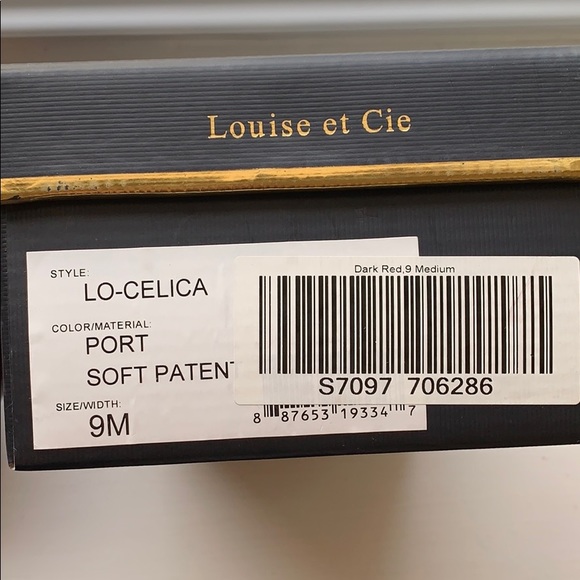 Louise et Cie
STYLE:
LO-CELICA
COLOR/MATERIAL:
PORT
SOFT PATENT
SIZE/WIDTH:
9M
Dark Red,9 Medium
S7097 706286
8 87653 19334 7